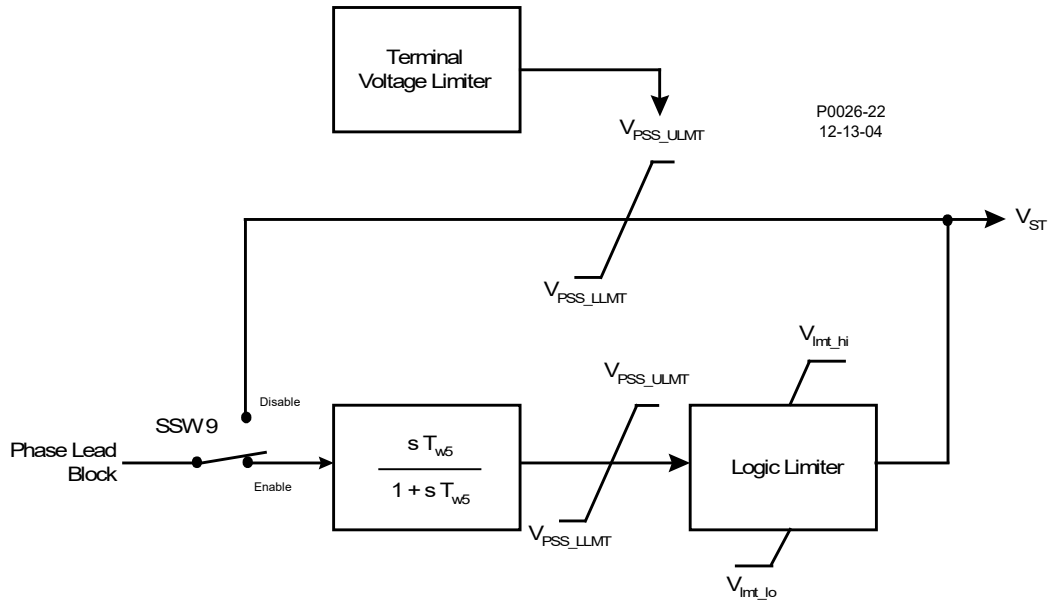 Terminal
Voltage Limiter
P0026-22
12-13-04
V_PSS_ULMT
V_ST
V_PSS_LLMT
V_lmt_hi
V_PSS_ULMT
Disable
SSW 9
Phase Lead
Block
Enable
s T_w5
1 + s T_w5
Logic Limiter
V_PSS_LLMT
V_lmt_lo